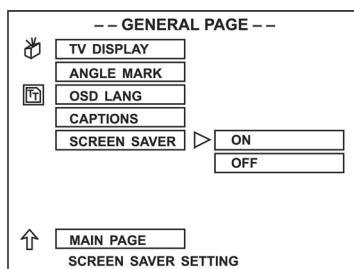 -- GENERAL PAGE --
TV DISPLAY
ANGLE MARK
OSD LANG
CAPTIONS
SCREEN SAVER
ON
OFF
MAIN PAGE
SCREEN SAVER SETTING